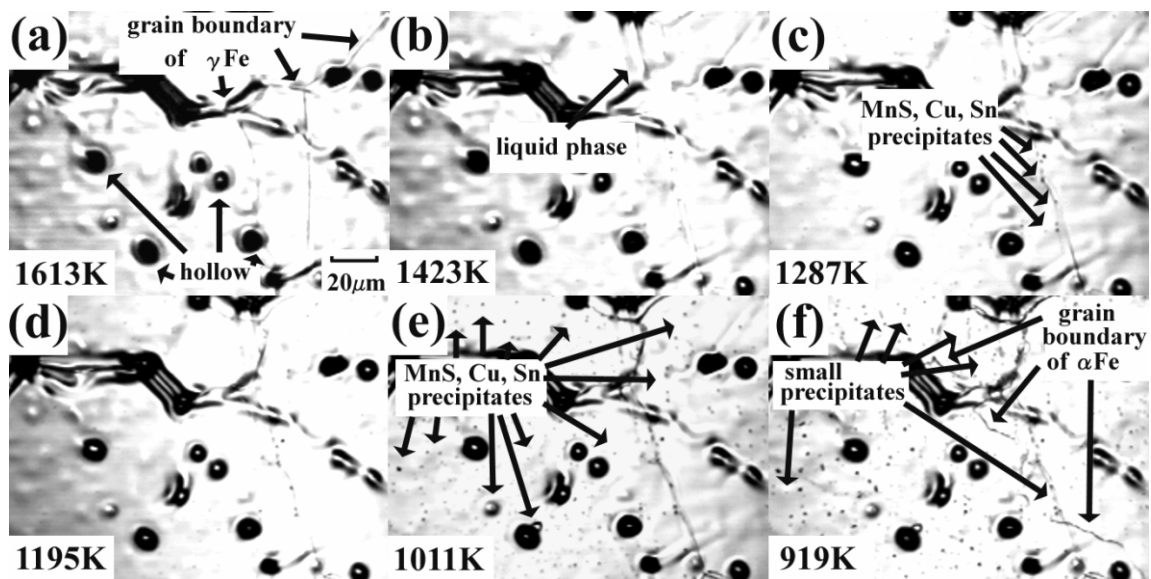 (a)
grain boundary
of γFe
hollow
20μm
1613K
(b)
liquid phase
1423K
(c)
MnS, Cu, Sn
precipitates
1287K
(d)
1195K
(e)
MnS, Cu, Sn
precipitates
1011K
(f)
grain
boundary
of αFe
small
precipitates
919K